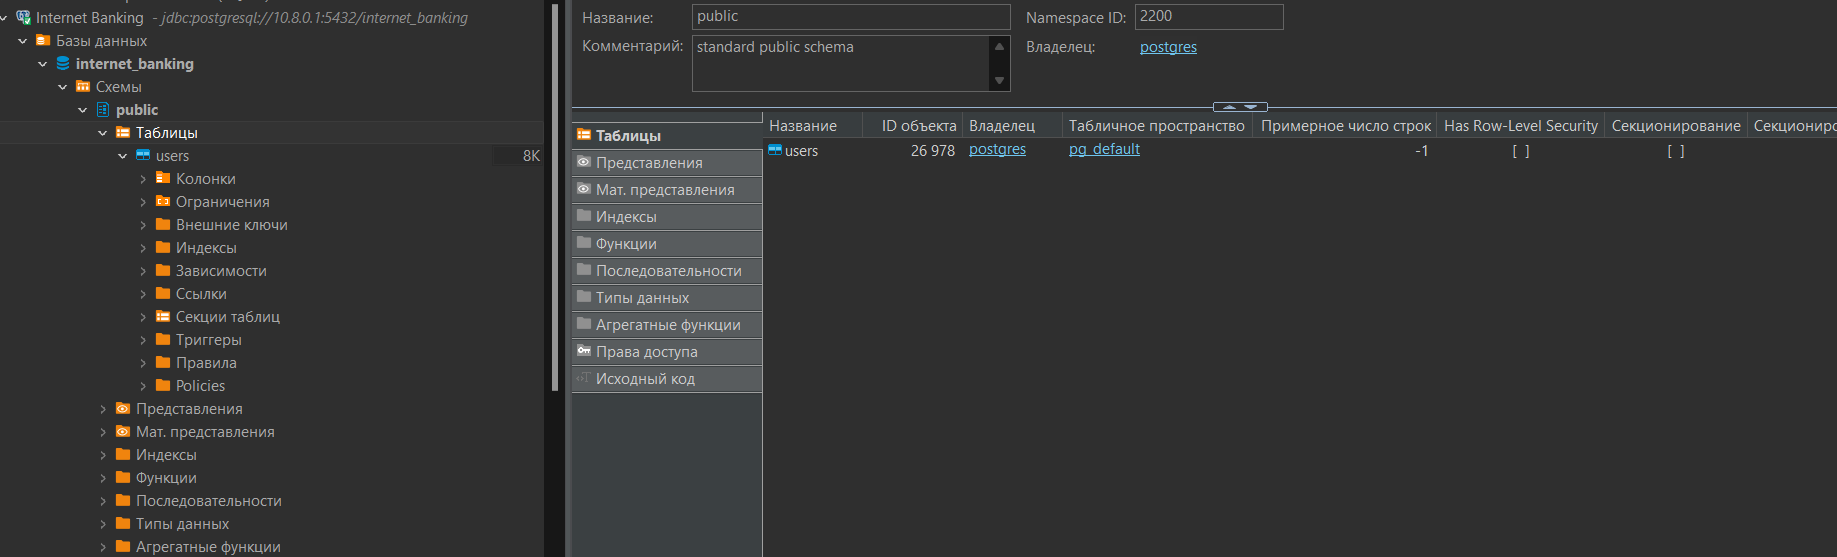 Internet Banking - jdbc:postgresql://10.8.0.1:5432/internet_banking
Базы данных
internet_banking
Схемы
public
Таблицы
users 8K
Колонки
Ограничения
Внешние ключи
Индексы
Зависимости
Ссылки
Секции таблиц
Триггеры
Правила
Policies
Представления
Мат. представления
Индексы
Функции
Последовательности
Типы данных
Агрегатные функции
Название: public Namespace ID: 2200
Комментарий: standard public schema Владелец: postgres
Таблицы
Представления
Мат. представления
Индексы
Функции
Последовательности
Типы данных
Агрегатные функции
Права доступа
Исходный код
Название ID объекта Владелец Табличное пространство Примерное число строк Has Row-Level Security Секционирование Секциониро
users 26 978 postgres pg_default -1 [ ] [ ]